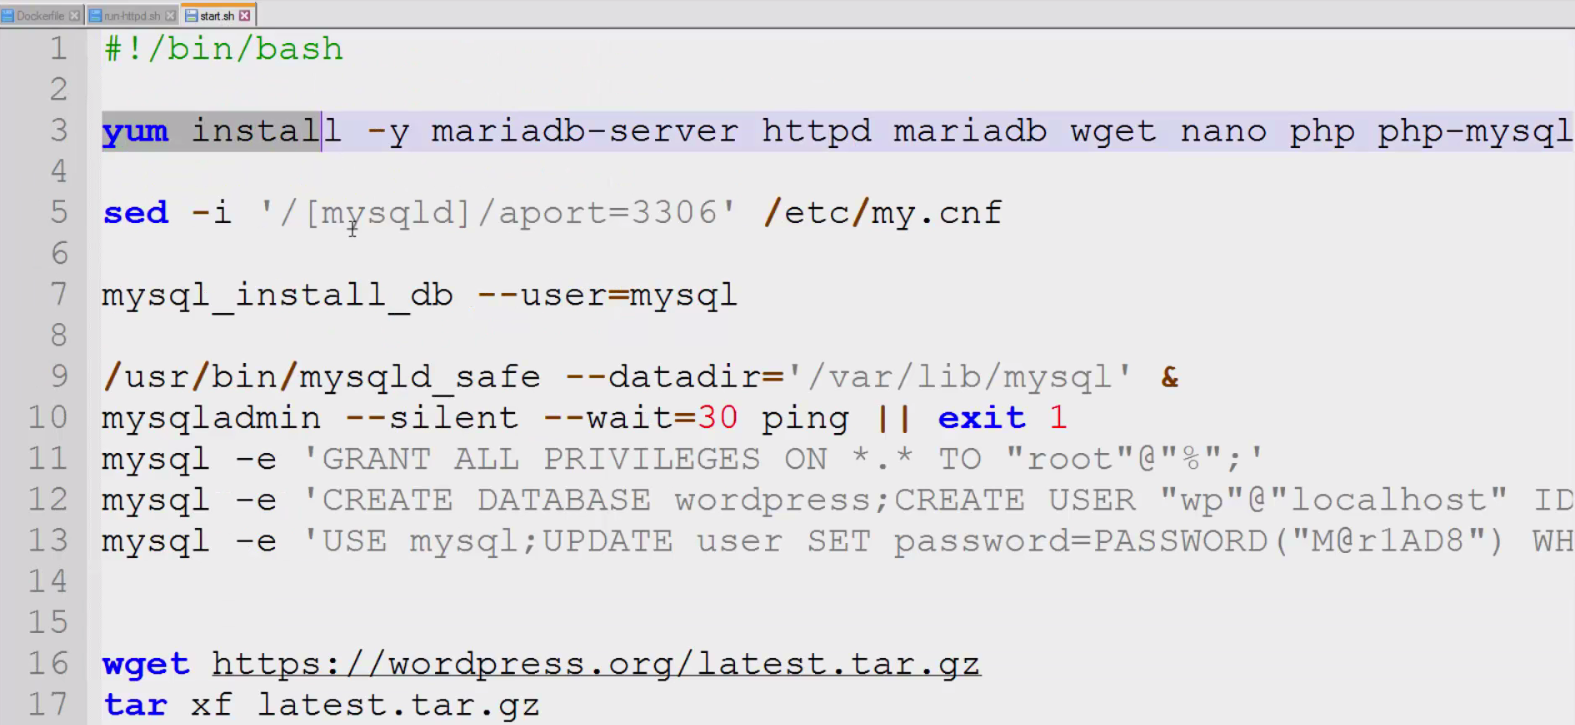 Dockerfile run-httpd.sh start.sh
1 #!/bin/bash
2
3 yum install -y mariadb-server httpd mariadb wget nano php php-mysql
4
5 sed -i '/[mysqld]/aport=3306' /etc/my.cnf
6
7 mysql_install_db --user=mysql
8
9 /usr/bin/mysqld_safe --datadir='/var/lib/mysql' &
10 mysqladmin --silent --wait=30 ping || exit 1
11 mysql -e 'GRANT ALL PRIVILEGES ON *.* TO "root"@"%";'
12 mysql -e 'CREATE DATABASE wordpress;CREATE USER "wp"@"localhost" ID
13 mysql -e 'USE mysql;UPDATE user SET password=PASSWORD("M@r1AD8") WH
14
15
16 wget https://wordpress.org/latest.tar.gz
17 tar xf latest.tar.gz